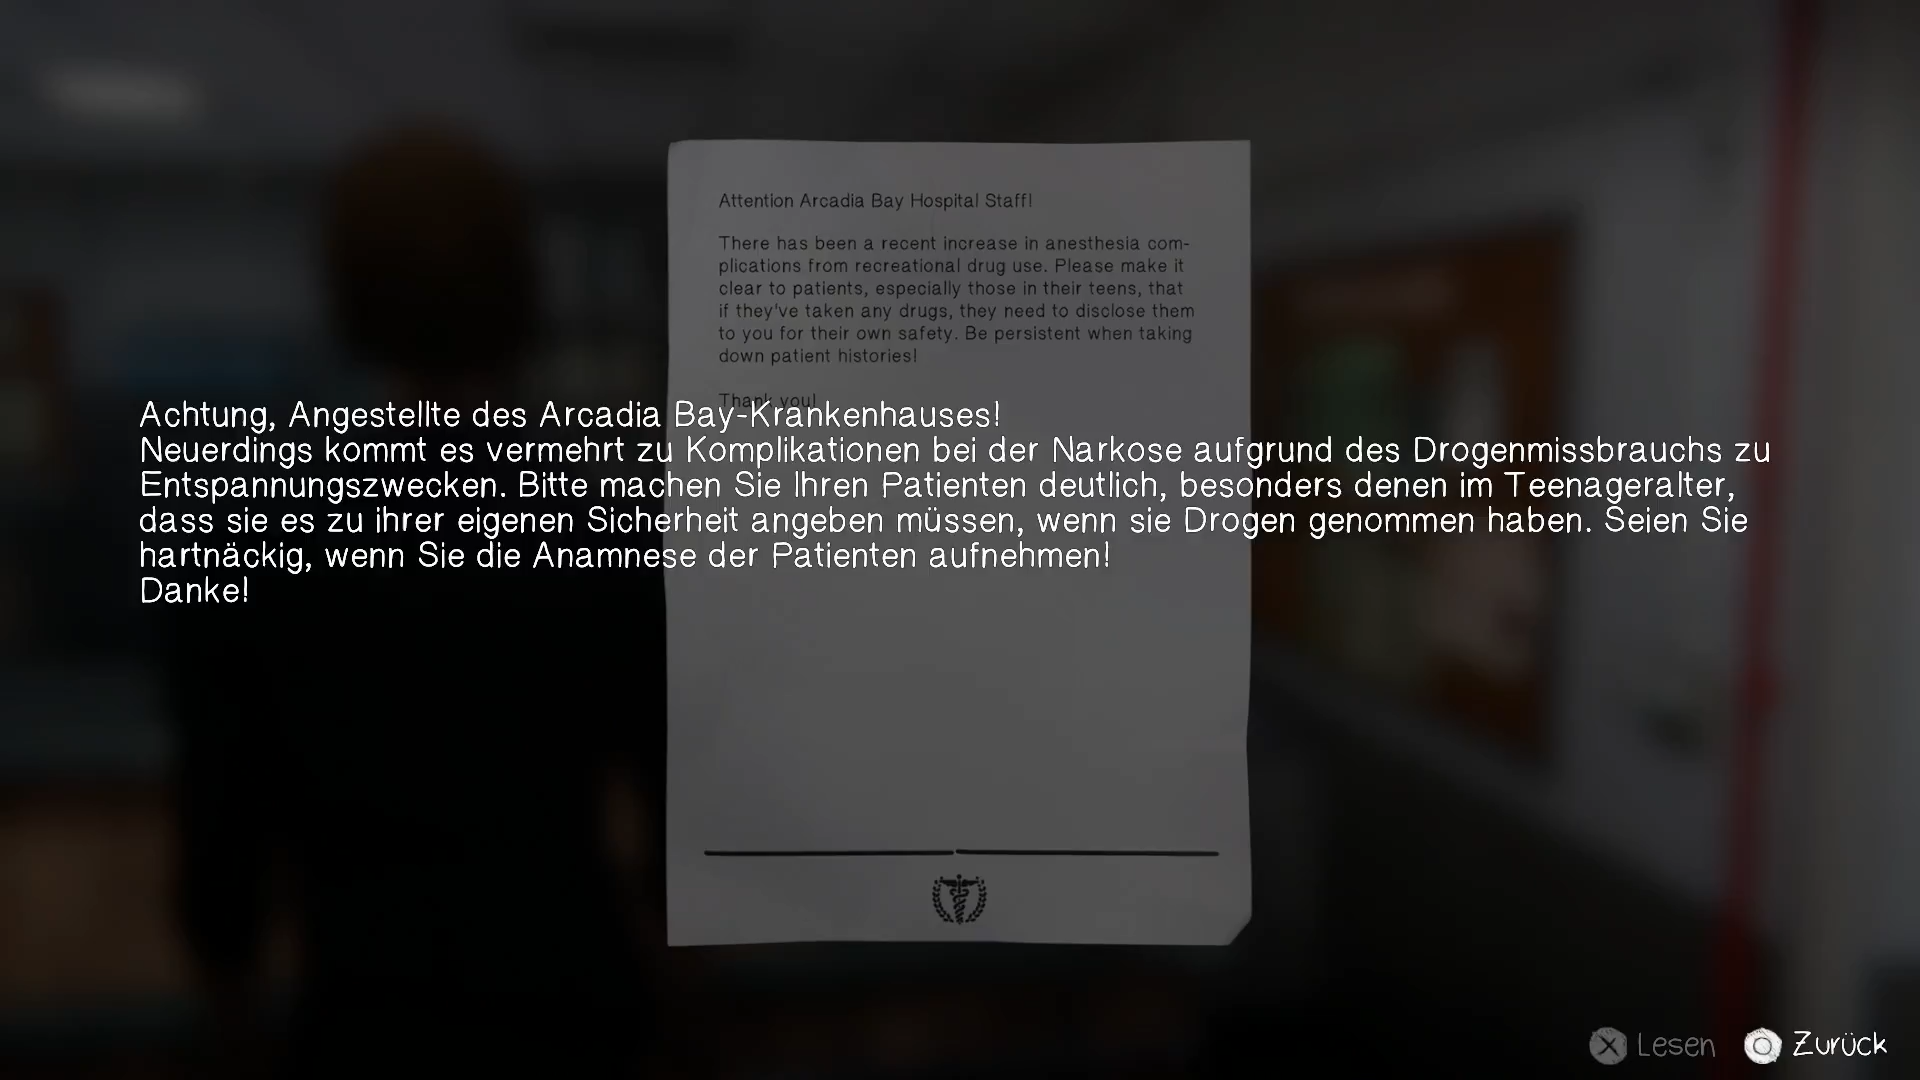 Attention Arcadia Bay Hospital Staff!
There has been a recent increase in anesthesia com-
plications from recreational drug use. Please make it
clear to patients, especially those in their teens, that
if they've taken any drugs, they need to disclose them
to you for their own safety. Be persistent when taking
down patient histories!
Thank you!
Achtung, Angestellte des Arcadia Bay-Krankenhauses!
Neuerdings kommt es vermehrt zu Komplikationen bei der Narkose aufgrund des Drogenmissbrauchs zu
Entspannungszwecken. Bitte machen Sie Ihren Patienten deutlich, besonders denen im Teenageralter,
dass sie es zu ihrer eigenen Sicherheit angeben müssen, wenn sie Drogen genommen haben. Seien Sie
hartnäckig, wenn Sie die Anamnese der Patienten aufnehmen!
Danke!
Lesen Zurück